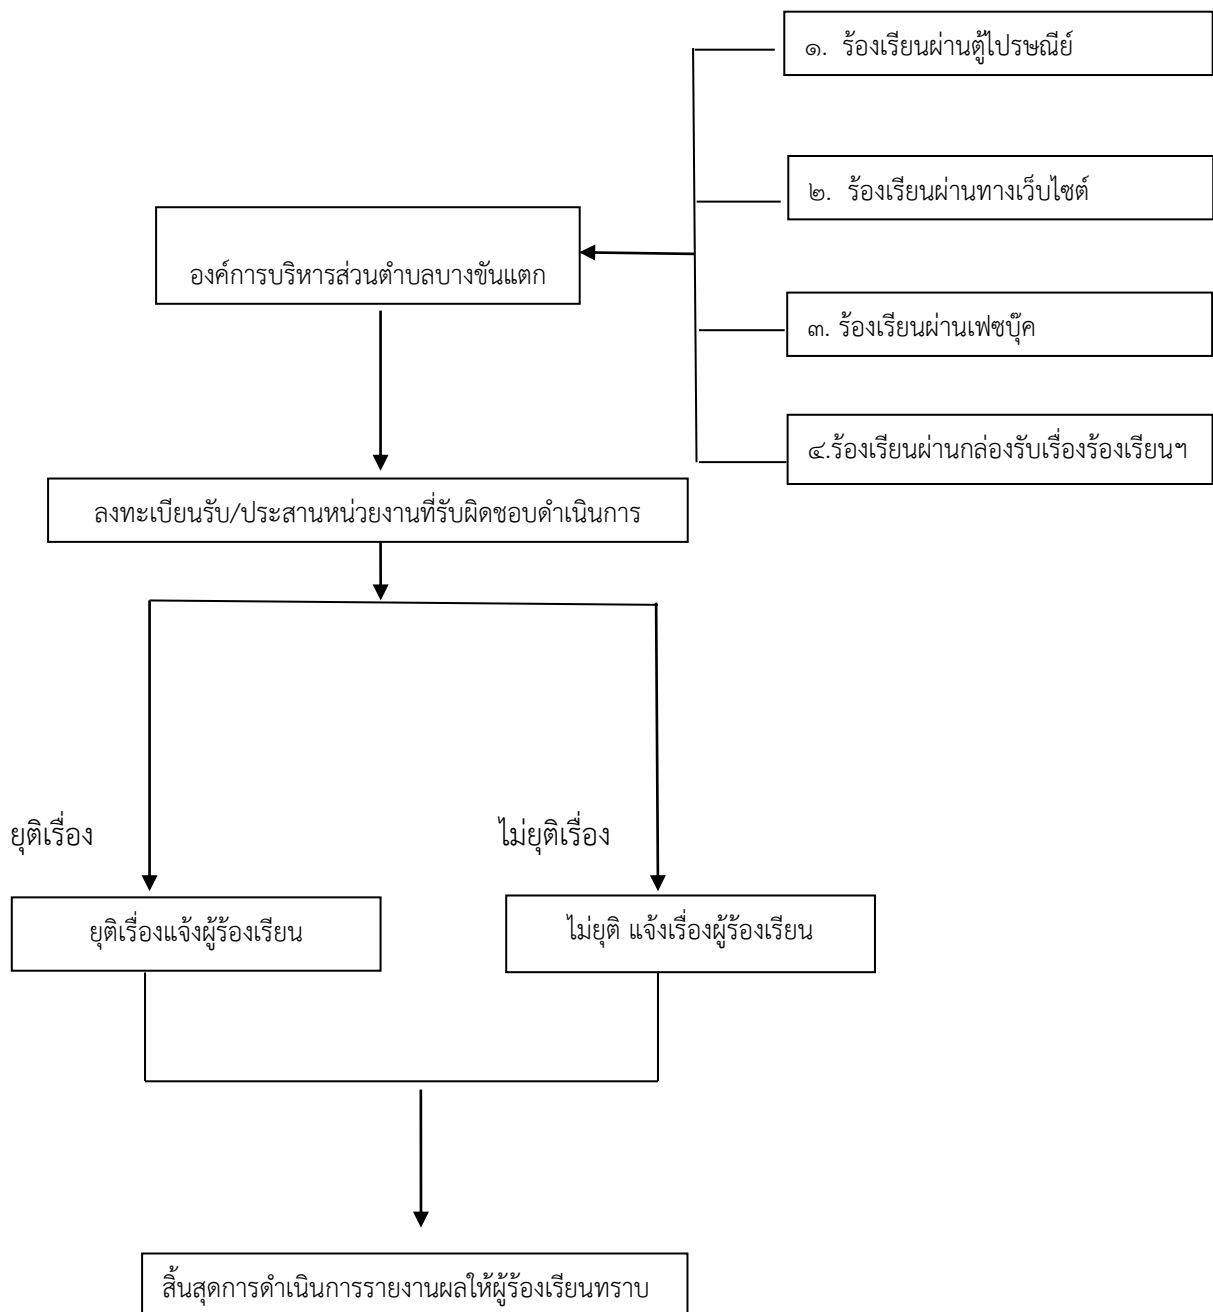 ๑. ร้องเรียนผ่านตู้ไปรษณีย์
๒. ร้องเรียนผ่านทางเว็บไซต์
องค์การบริหารส่วนตำบลบางขันแตก
๓. ร้องเรียนผ่านเฟซบุ๊ค
๔.ร้องเรียนผ่านกล่องรับเรื่องร้องเรียนฯ
ลงทะเบียนรับ/ประสานหน่วยงานที่รับผิดชอบดำเนินการ
ยุติเรื่อง
ไม่ยุติเรื่อง
ยุติเรื่องแจ้งผู้ร้องเรียน
ไม่ยุติ แจ้งเรื่องผู้ร้องเรียน
สิ้นสุดการดำเนินการรายงานผลให้ผู้ร้องเรียนทราบ